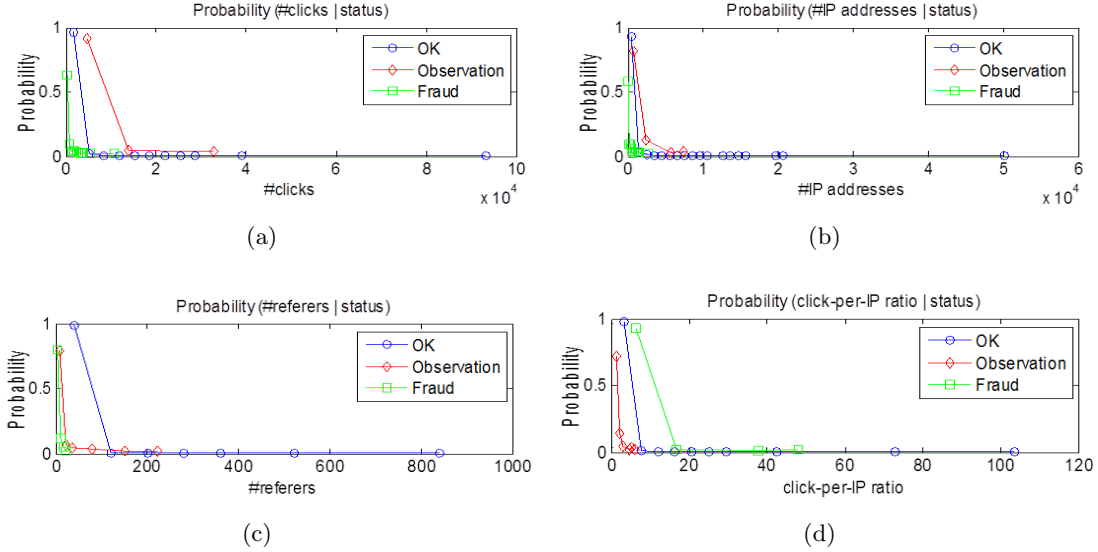 Probability (#clicks | status)
1
0.5
0
Probability
OK
Observation
Fraud
0 2 4 6 8 10
#clicks
x 10^4
(a)
Probability (#IP addresses | status)
1
0.5
0
Probability
OK
Observation
Fraud
0 1 2 3 4 5 6
#IP addresses
x 10^4
(b)
Probability (#referers | status)
1
0.5
0
Probability
OK
Observation
Fraud
0 200 400 600 800 1000
#referers
(c)
Probability (click-per-IP ratio | status)
1
0.5
0
Probability
OK
Observation
Fraud
0 20 40 60 80 100 120
click-per-IP ratio
(d)